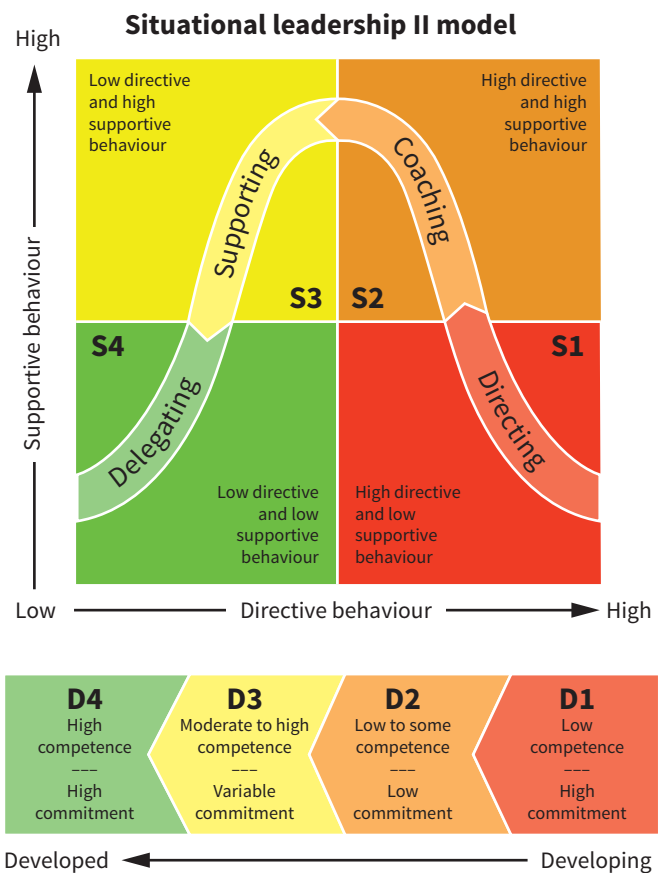 Situational leadership II model
High
Low directive
and high
supportive
behaviour
High directive
and high
supportive
behaviour
Supporting
Coaching
S3
S2
Supportive behaviour
S4
S1
Delegating
Directing
Low directive
and low
supportive
behaviour
High directive
and low
supportive
behaviour
Low
Directive behaviour
High
D4
High
competence
---
High
commitment
D3
Moderate to high
competence
---
Variable
commitment
D2
Low to some
competence
---
Low
commitment
D1
Low
competence
---
High
commitment
Developed
Developing